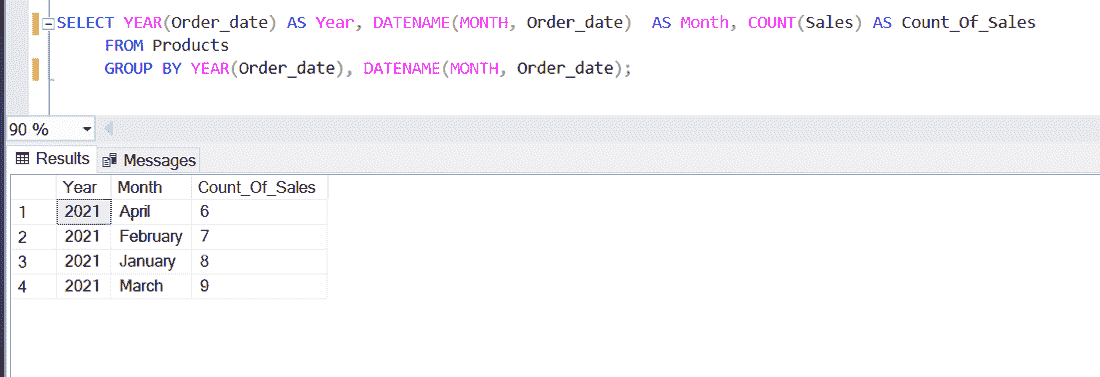 SELECT YEAR(Order_date) AS Year, DATENAME(MONTH, Order_date)  AS Month, COUNT(Sales) AS Count_Of_Sales
FROM Products
GROUP BY YEAR(Order_date), DATENAME(MONTH, Order_date);
90 %
Results Messages
Year Month Count_Of_Sales
1 2021 April 6
2 2021 February 7
3 2021 January 8
4 2021 March 9